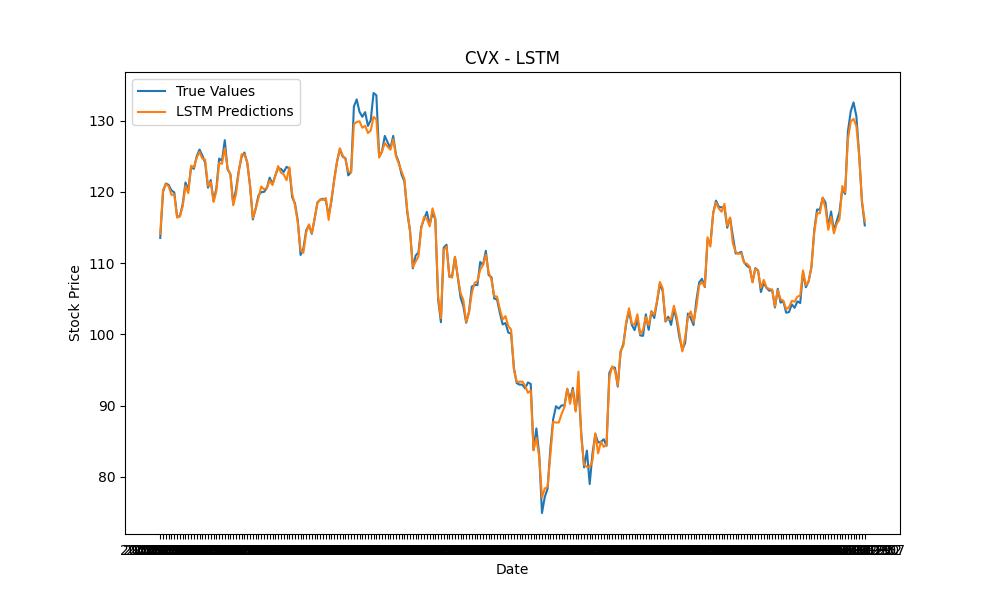 CVX - LSTM
True Values
LSTM Predictions
130
120
110
100
90
80
Stock Price
Date